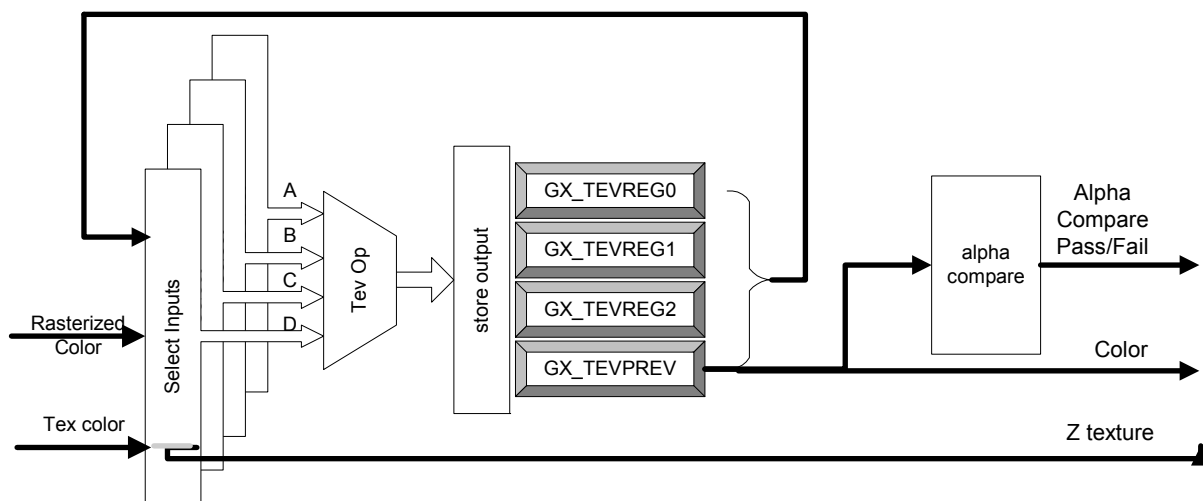 Rasterized
Color
Tex color
Select Inputs
A
B
C
D
Tev Op
store output
GX_TEVREG0
GX_TEVREG1
GX_TEVREG2
GX_TEVPREV
alpha
compare
Alpha
Compare
Pass/Fail
Color
Z texture